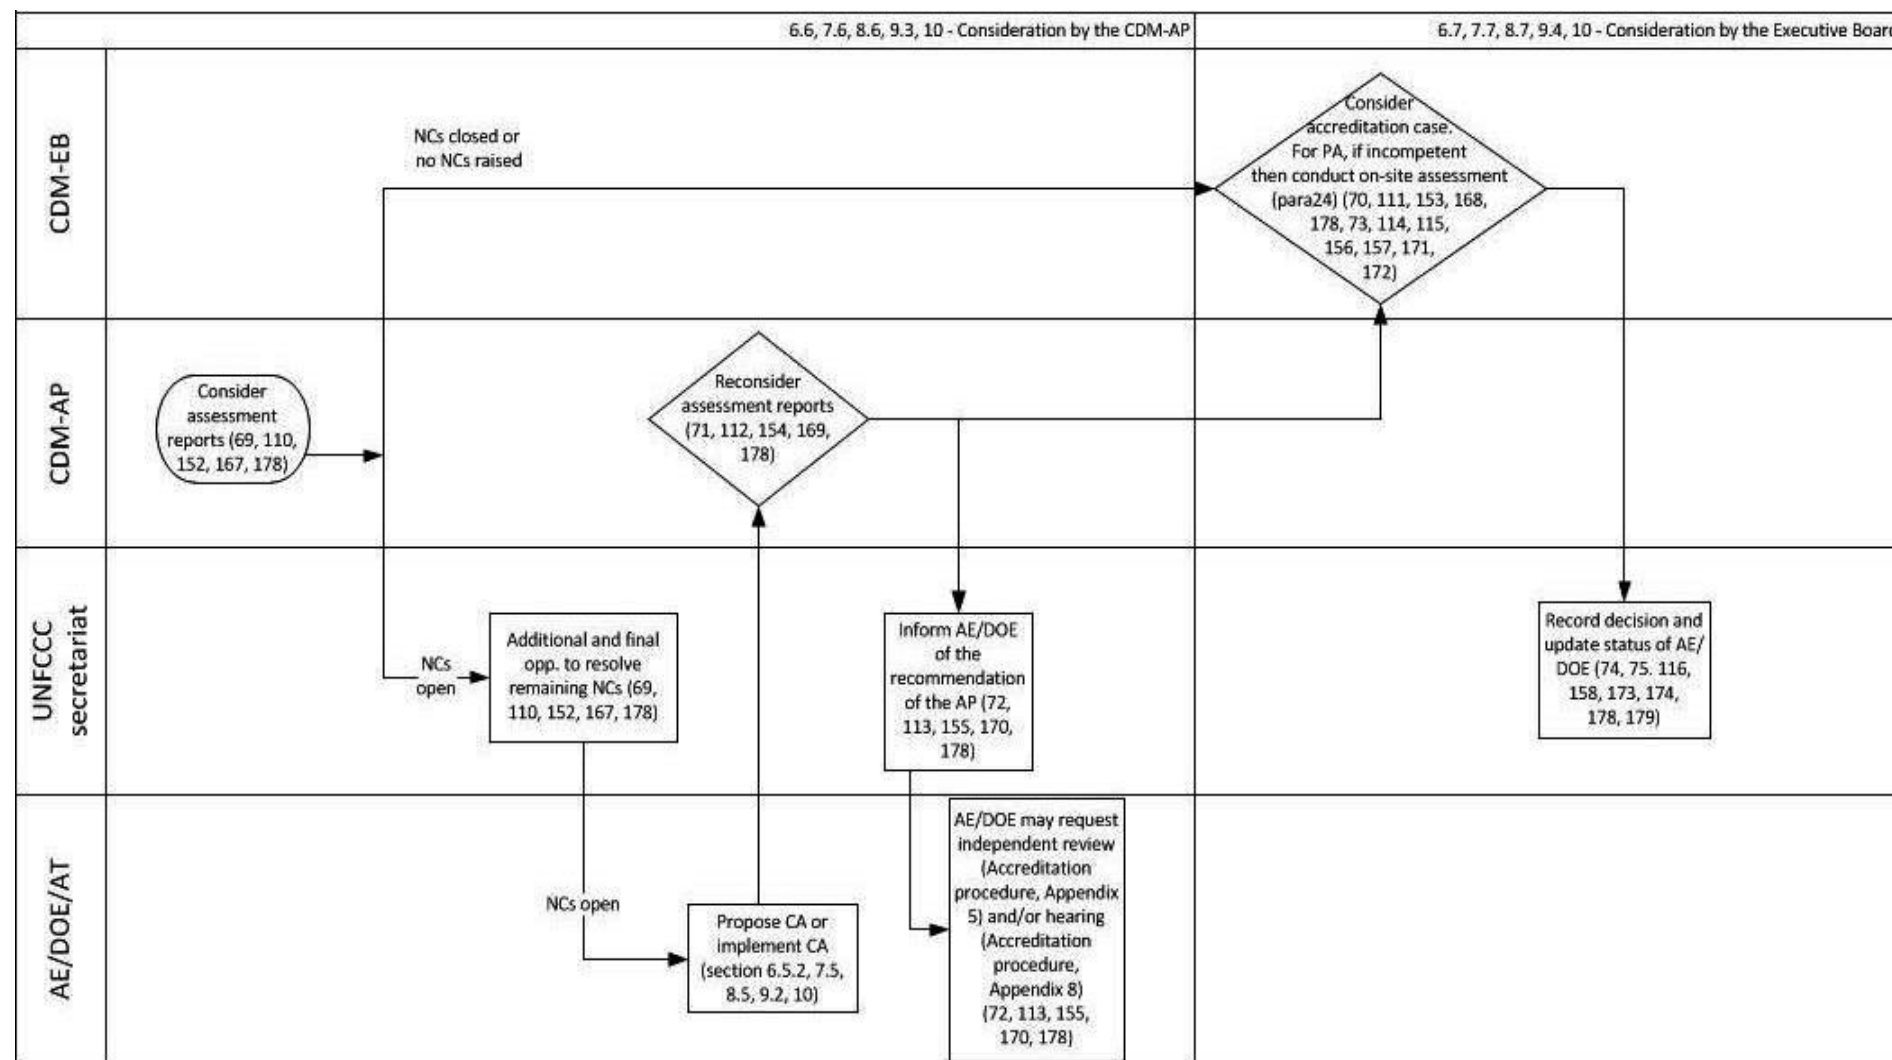 6.6, 7.6, 8.6, 9.3, 10 - Consideration by the CDM-AP
6.7, 7.7, 8.7, 9.4, 10 - Consideration by the Executive Board
CDM-EB
NCs closed or
no NCs raised
Consider
accreditation case.
For PA, if incompetent
then conduct on-site assessment
(para24) (70, 111, 153, 168,
178, 73, 114, 115,
156, 157, 171,
172)
CDM-AP
Consider
assessment
reports (69, 110,
152, 167, 178)
Reconsider
assessment reports
(71, 112, 154, 169,
178)
UNFCCC
secretariat
NCs
open
Additional and final
opp. to resolve
remaining NCs (69,
110, 152, 167, 178)
Inform AE/DOE
of the
recommendation
of the AP (72,
113, 155, 170,
178)
Record decision and
update status of AE/
DOE (74, 75. 116,
158, 173, 174,
178, 179)
AE/DOE/AT
NCs open
Propose CA or
implement CA
(section 6.5.2, 7.5,
8.5, 9.2, 10)
AE/DOE may request
independent review
(Accreditation
procedure, Appendix
5) and/or hearing
(Accreditation
procedure,
Appendix 8)
(72, 113, 155,
170, 178)